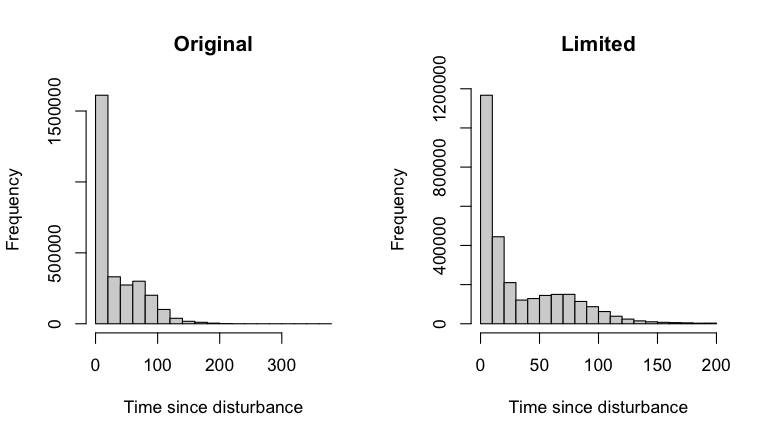 Original
Frequency
0
500000
1500000
0
100
200
300
Time since disturbance
Limited
Frequency
0
400000
800000
1200000
0
50
100
150
200
Time since disturbance